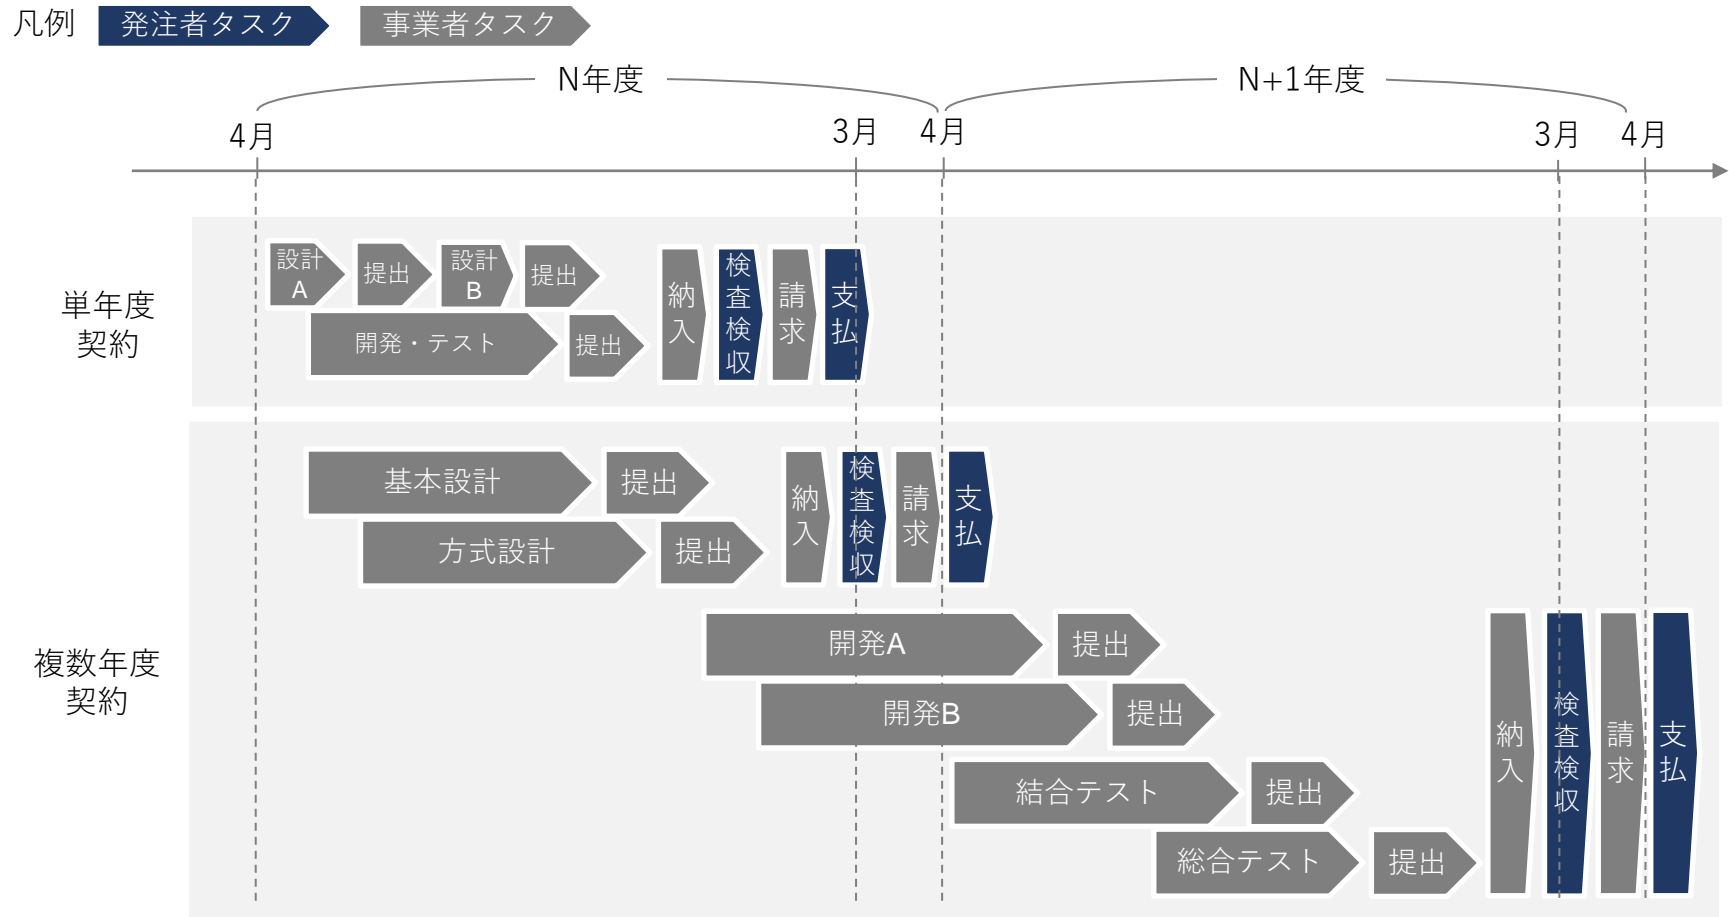 凡例
発注者タスク
事業者タスク
N年度
N+1年度
4月
3月
4月
3月
4月
単年度
契約
設計
A
提出
設計
B
提出
開発・テスト
提出
納入
検査検収
請求
支払
複数年度
契約
基本設計
提出
方式設計
提出
納入
検査検収
請求
支払
開発A
提出
開発B
提出
結合テスト
提出
総合テスト
提出
納入
検査検収
請求
支払